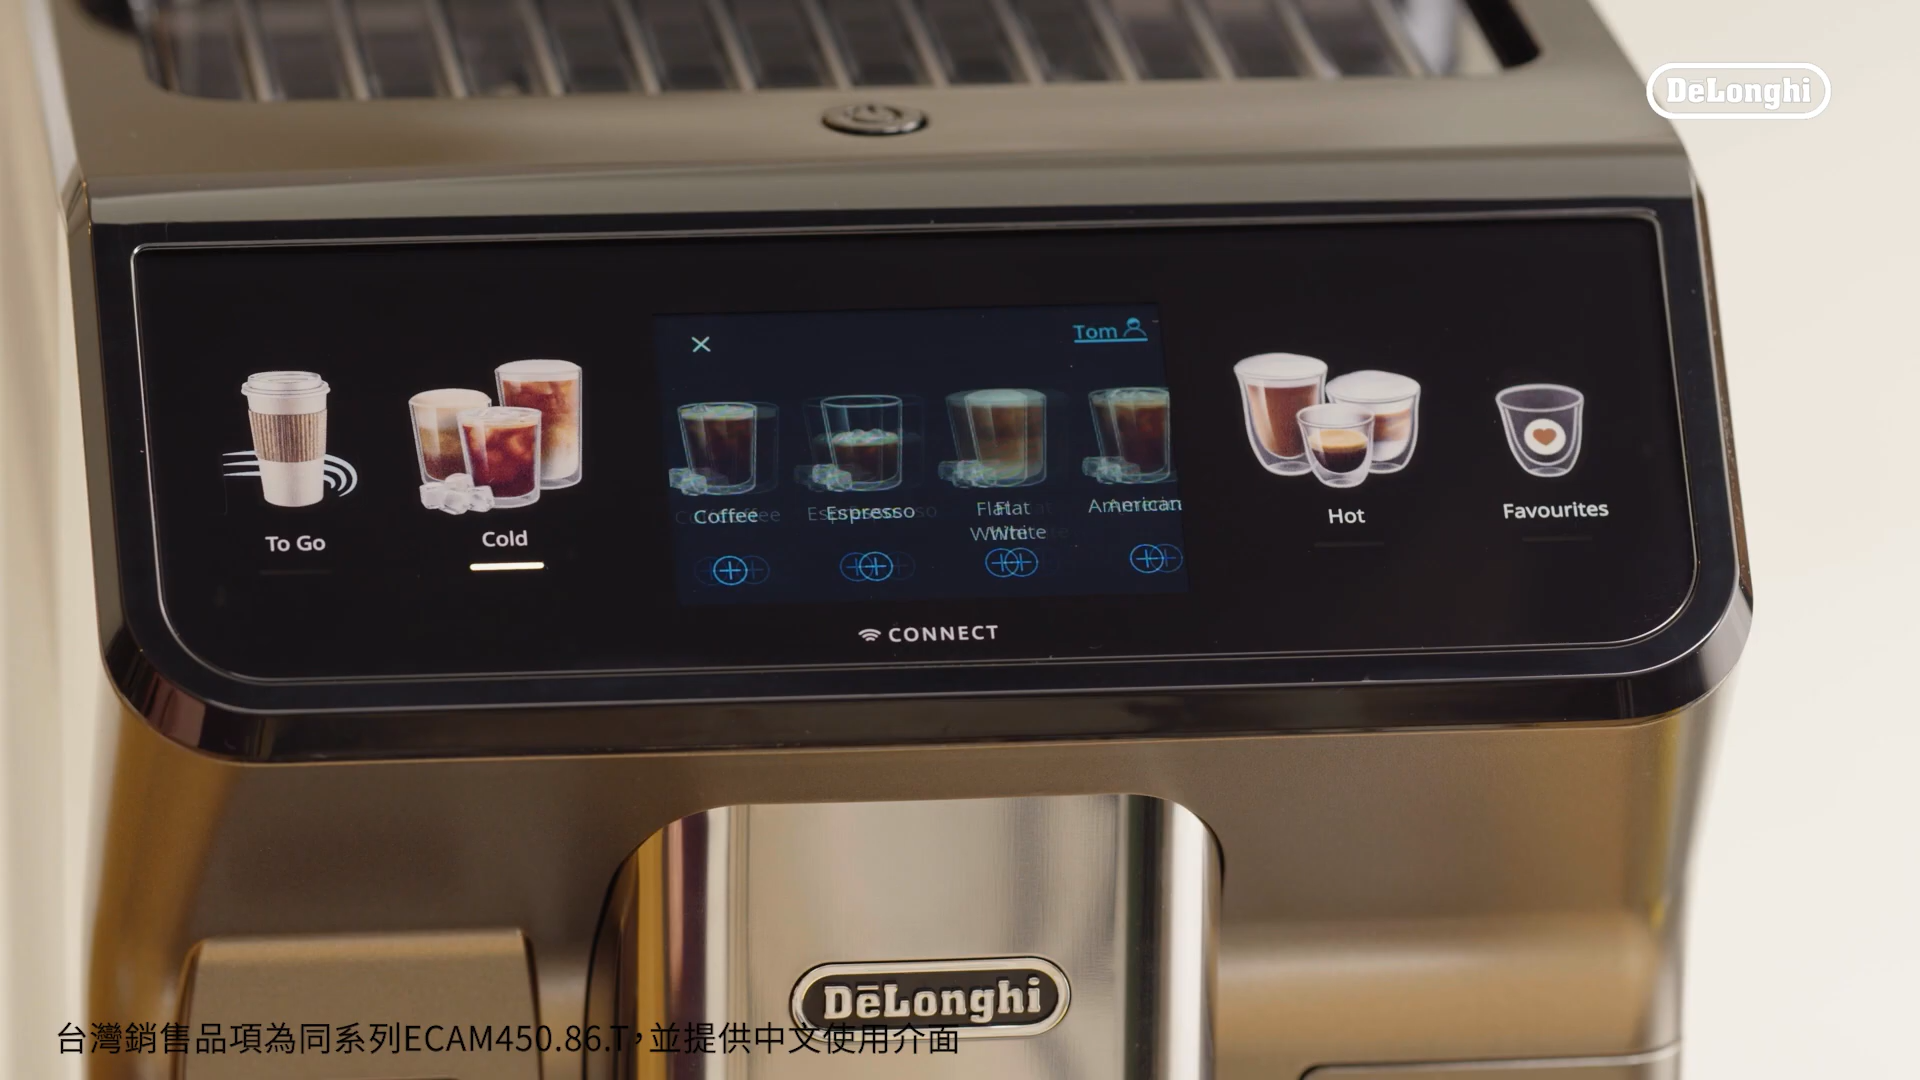 DēLonghi
Tom
To Go
Cold
Coffee
Espresso
Flat
White
American
Hot
Favourites
CONNECT
DēLonghi
台灣銷售品項為同系列ECAM450.86.T，並提供中文使用介面